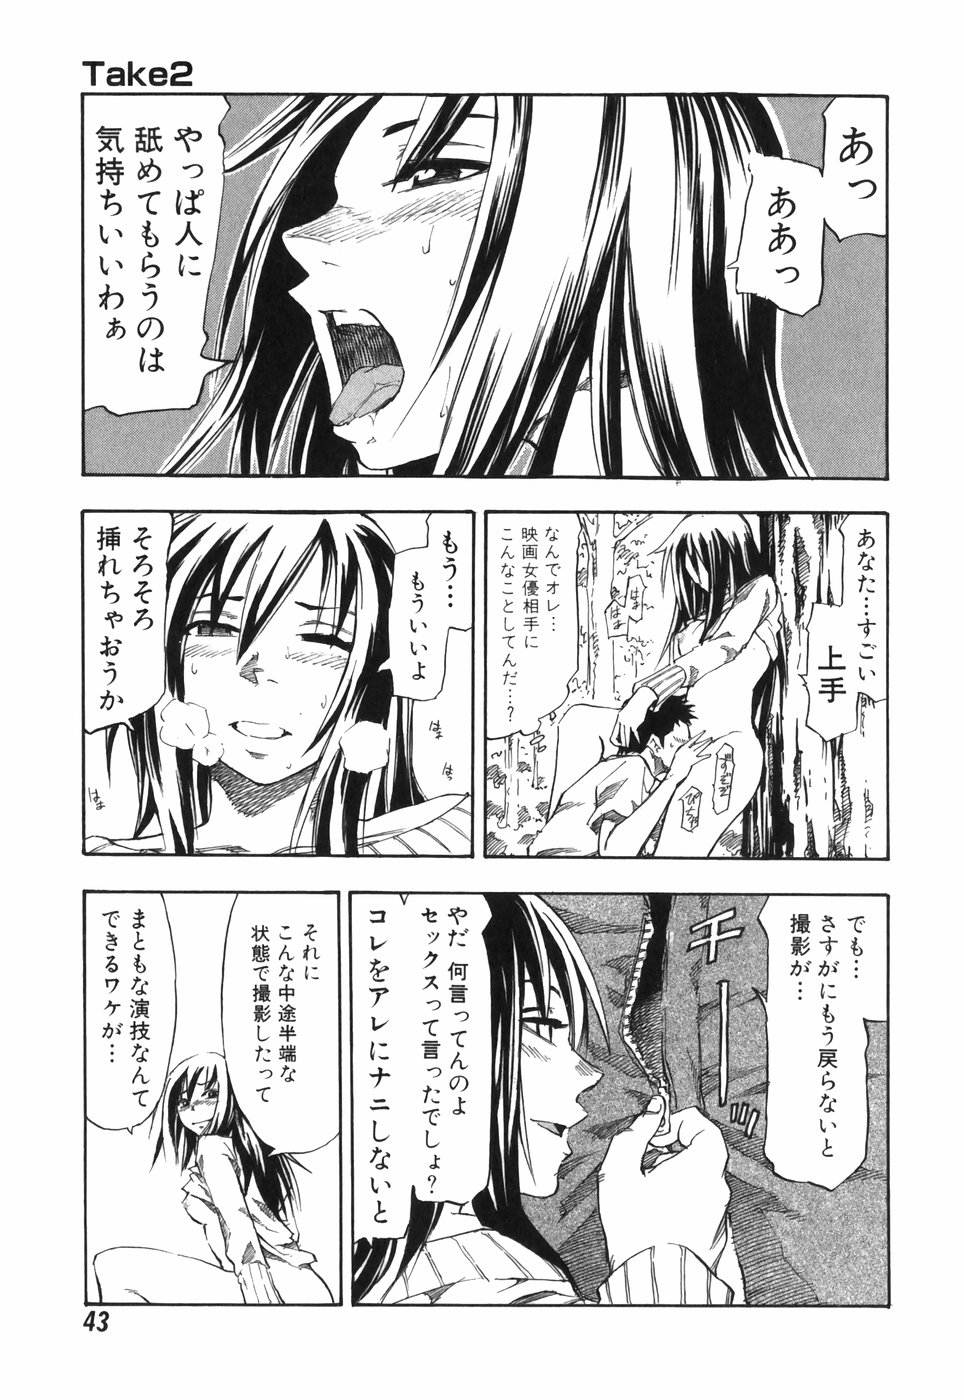 Take2
あっ
ああっ
やっぱ人に
舐めてもらうのは
気持ちいいわぁ
あなた…すごい
上手
なんでオレ…
映画女優相手に
こんなことしてんだ…？
もう…
もういいよ
そろそろ
挿れちゃおうか
はぁ
はっ
はぁ
でも…
さすがにもう戻らないと
撮影が…
チー
やだ 何言ってんのよ
セックスって言ったでしょ？
コレをアレにナニしないと
それに
こんな中途半端な
状態で撮影したって
まともな演技なんて
できるワケが…
43